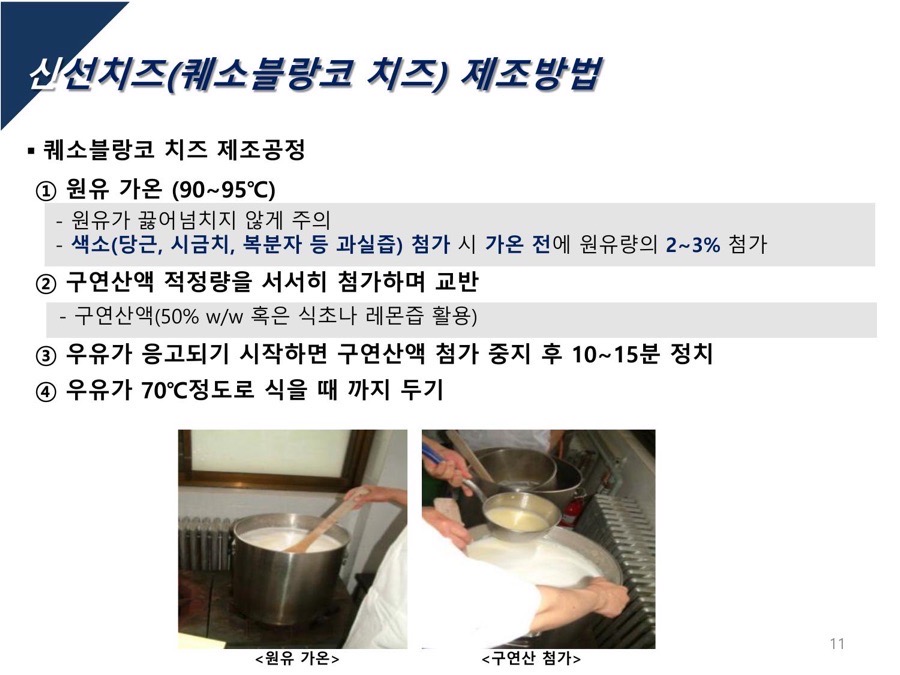 신선치즈(퀘소블랑코 치즈) 제조방법
▪ 퀘소블랑코 치즈 제조공정
① 원유 가온 (90~95℃)
- 원유가 끓어넘치지 않게 주의
- 색소(당근, 시금치, 복분자 등 과실즙) 첨가 시 가온 전에 원유량의 2~3% 첨가
② 구연산액 적정량을 서서히 첨가하며 교반
- 구연산액(50% w/w 혹은 식초나 레몬즙 활용)
③ 우유가 응고되기 시작하면 구연산액 첨가 중지 후 10~15분 정치
④ 우유가 70℃정도로 식을 때 까지 두기
<원유 가온>
<구연산 첨가>
11